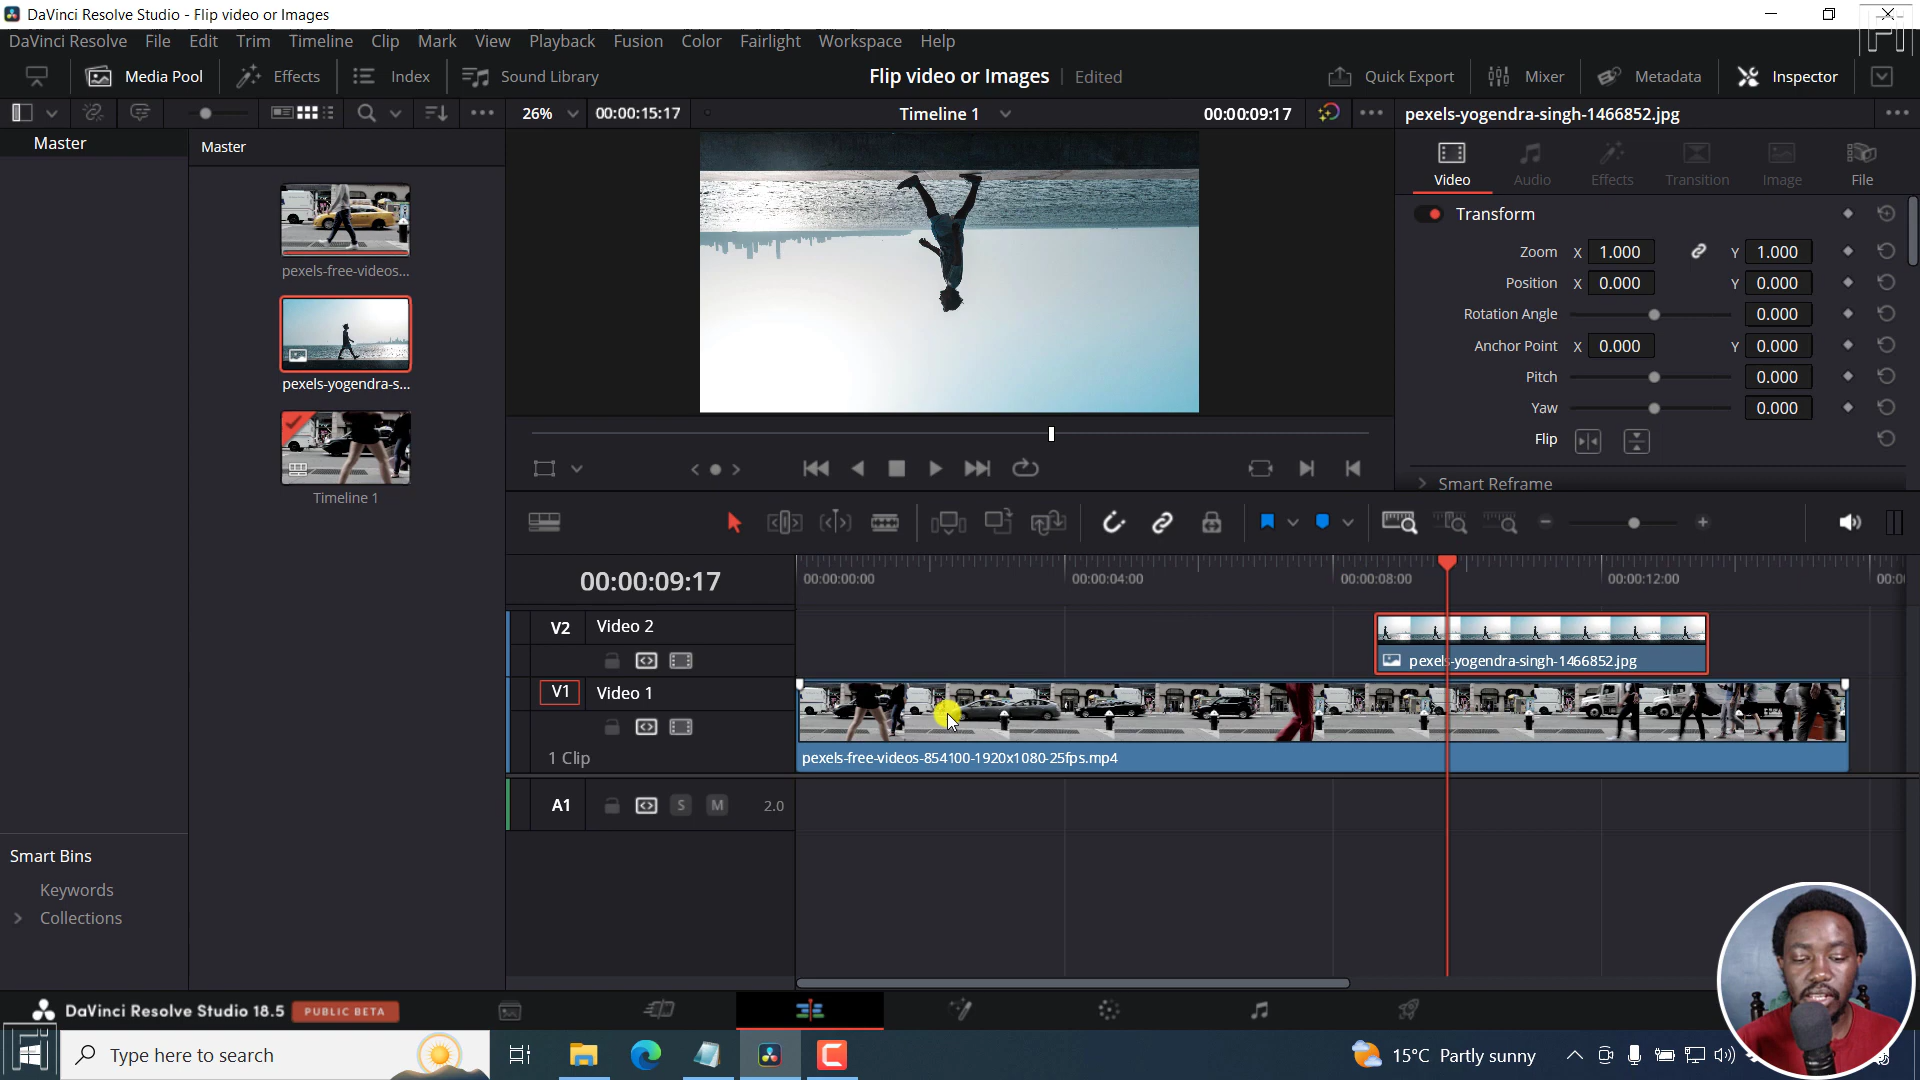 DaVinci Resolve Studio - Flip video or Images
DaVinci Resolve File Edit Trim Timeline Clip Mark View Playback Fusion Color Fairlight Workspace Help
Media Pool Effects Index Sound Library Flip video or Images Edited Quick Export Mixer Metadata Inspector
26% 00:00:15:17 Timeline 1 00:00:09:17 pexels-yogendra-singh-1466852.jpg
Master Master
Video Audio Effects Transition Image File
Transform
Zoom X 1.000 Y 1.000
pexels-free-videos...
Position X 0.000 Y 0.000
Rotation Angle 0.000
Anchor Point X 0.000 Y 0.000
Pitch 0.000
pexels-yogendra-s...
Yaw 0.000
Flip
Smart Reframe
Timeline 1
00:00:09:17 00:00:00:00 00:00:04:00 00:00:08:00 00:00:12:00
V2 Video 2
pexels-yogendra-singh-1466852.jpg
V1 Video 1
1 Clip pexels-free-videos-854100-1920x1080-25fps.mp4
A1 S M 2.0
Smart Bins
Keywords
Collections
DaVinci Resolve Studio 18.5 PUBLIC BETA
Type here to search 15°C Partly sunny